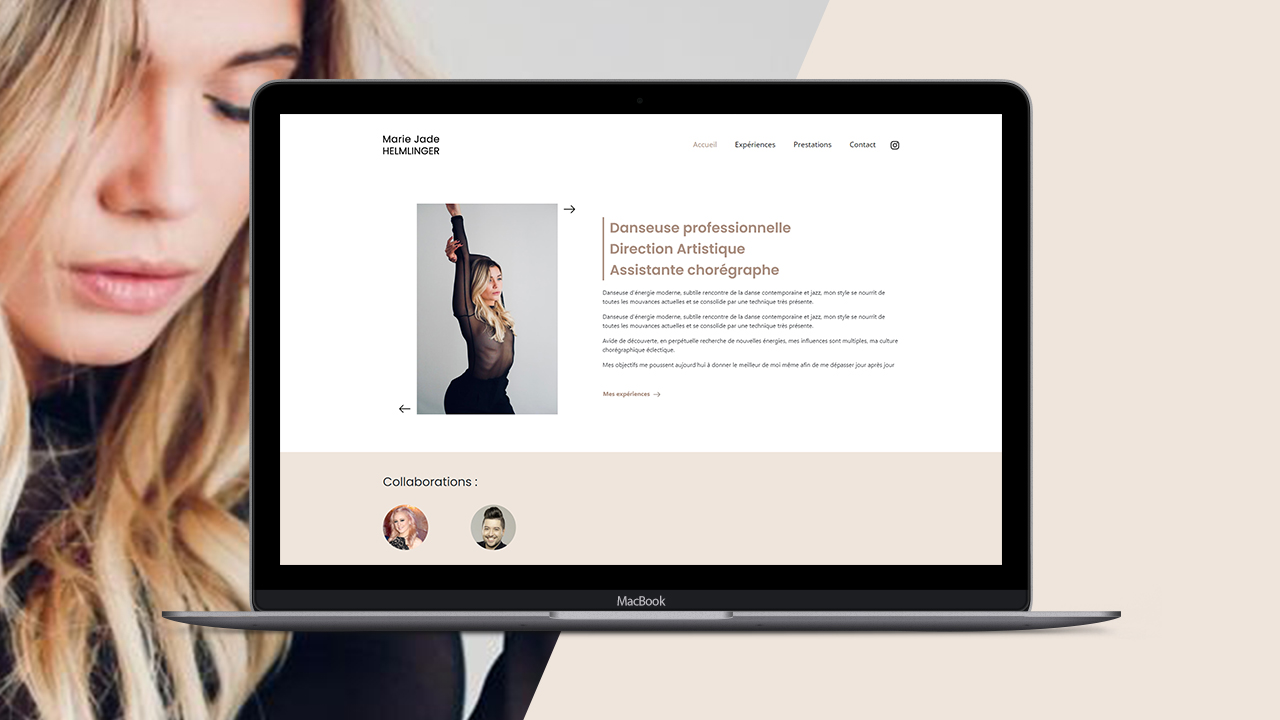 Marie Jade
HELMLINGER
Accueil Expériences Prestations Contact
Danseuse professionnelle
Direction Artistique
Assistante chorégraphe
Danseuse d'énergie moderne, subtile rencontre de la danse contemporaine et jazz, mon style se nourrit de
toutes les mouvances actuelles et se consolide par une technique très présente.
Danseuse d'énergie moderne, subtile rencontre de la danse contemporaine et jazz, mon style se nourrit de
toutes les mouvances actuelles et se consolide par une technique très présente.
Avide de découverte, en perpétuelle recherche de nouvelles énergies, mes influences sont multiples, ma culture
chorégraphique éclectique.
Mes objectifs me poussent aujourd'hui à donner le meilleur de moi même afin de me dépasser jour après jour
Mes expériences →
Collaborations :
MacBook